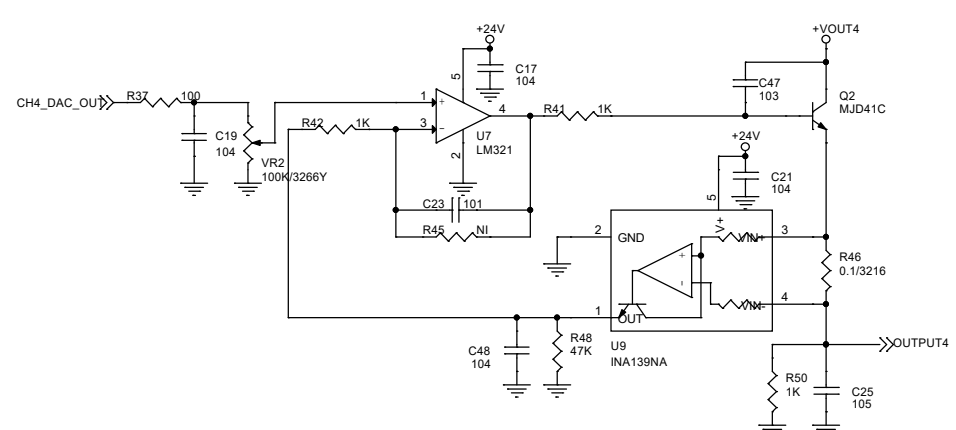 +24V
+VOUT4
C17
104
C47
103
Q2
MJD41C
CH4_DAC_OUT
R37
100
5
1
+
4
R41
1K
R42
1K
3
-
U7
LM321
2
C19
104
VR2
100K/3266Y
+24V
C21
104
5
C23
101
R45
NI
2
GND
V+
VIN+
3
R46
0.1/3216
+
-
VIN-
4
1
OUT
U9
INA139NA
C48
104
R48
47K
OUTPUT4
R50
1K
C25
105